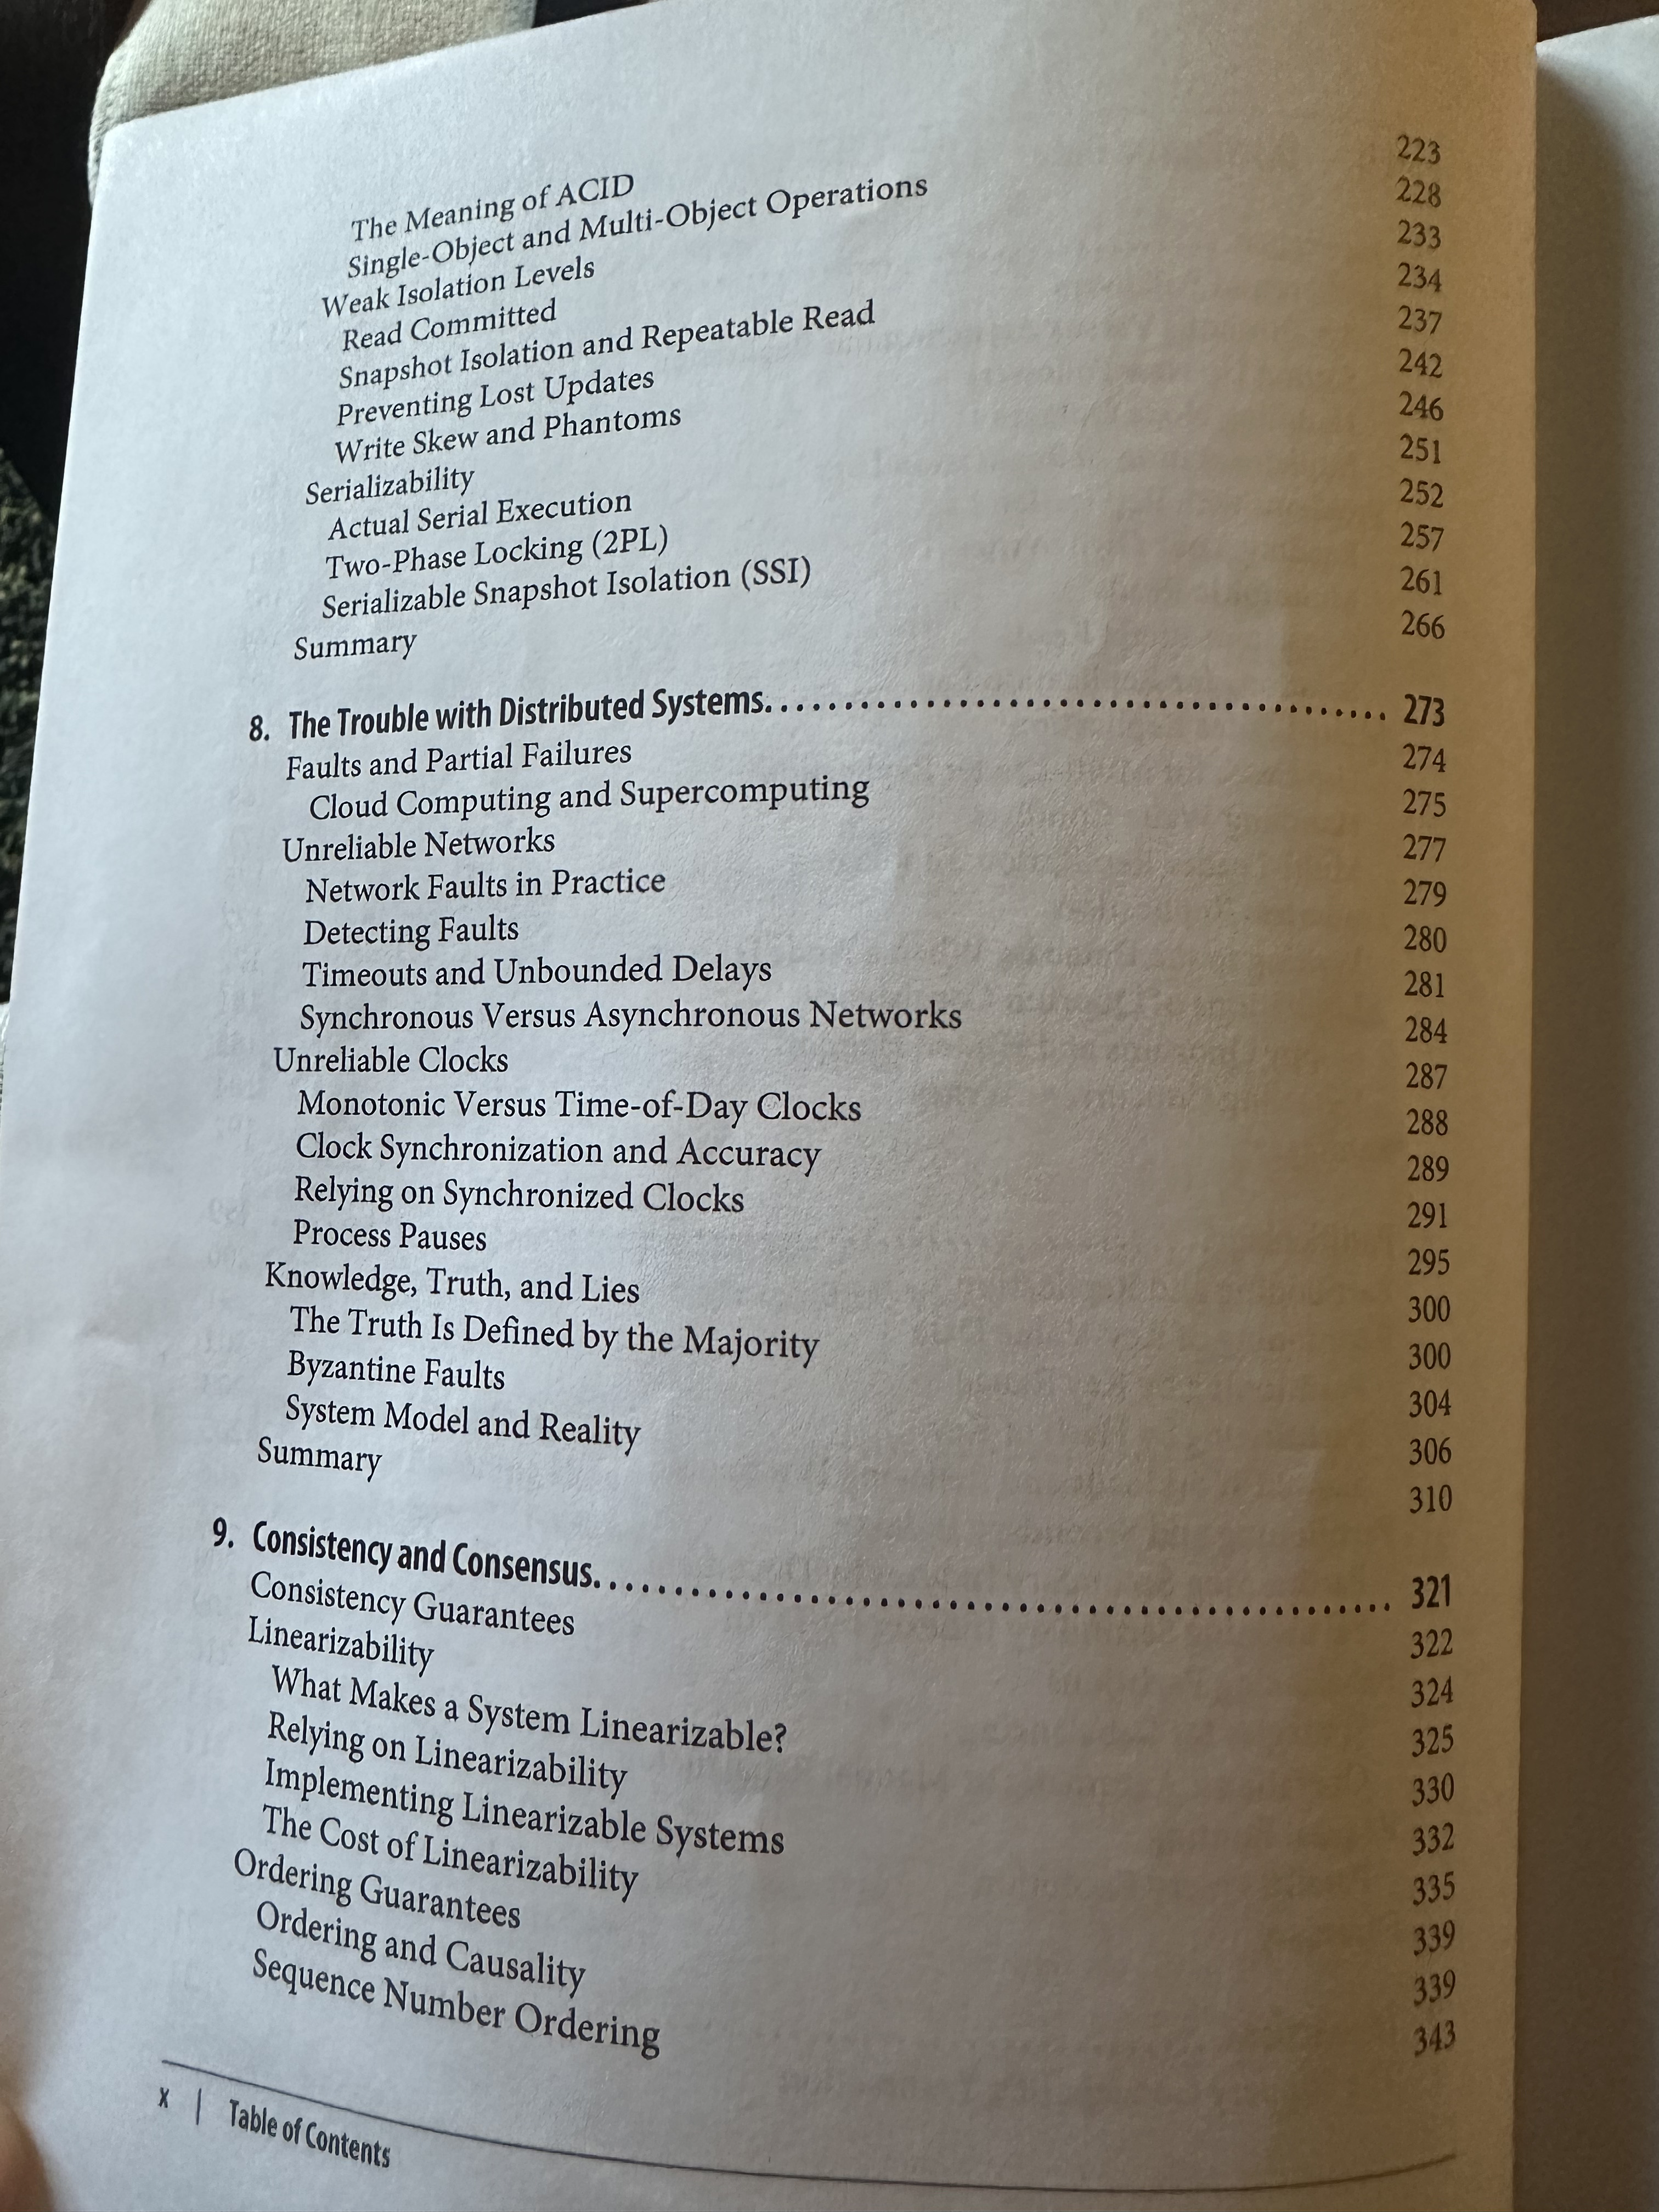 The Meaning of ACID 223
Single-Object and Multi-Object Operations 228
Weak Isolation Levels 233
Read Committed 234
Snapshot Isolation and Repeatable Read 237
Preventing Lost Updates 242
Write Skew and Phantoms 246
Serializability 251
Actual Serial Execution 252
Two-Phase Locking (2PL) 257
Serializable Snapshot Isolation (SSI) 261
Summary 266
8. The Trouble with Distributed Systems. . . . . . . . . . . . . . . . . . . . . . . . . . . . . . . . . . . . . . . 273
Faults and Partial Failures 274
Cloud Computing and Supercomputing 275
Unreliable Networks 277
Network Faults in Practice 279
Detecting Faults 280
Timeouts and Unbounded Delays 281
Synchronous Versus Asynchronous Networks 284
Unreliable Clocks 287
Monotonic Versus Time-of-Day Clocks 288
Clock Synchronization and Accuracy 289
Relying on Synchronized Clocks 291
Process Pauses 295
Knowledge, Truth, and Lies 300
The Truth Is Defined by the Majority 300
Byzantine Faults 304
System Model and Reality 306
Summary 310
9. Consistency and Consensus. . . . . . . . . . . . . . . . . . . . . . . . . . . . . . . . . . . . . . . . . . . . . . . . 321
Consistency Guarantees 322
Linearizability 324
What Makes a System Linearizable? 325
Relying on Linearizability 330
Implementing Linearizable Systems 332
The Cost of Linearizability 335
Ordering Guarantees 339
Ordering and Causality 339
Sequence Number Ordering 343
x | Table of Contents